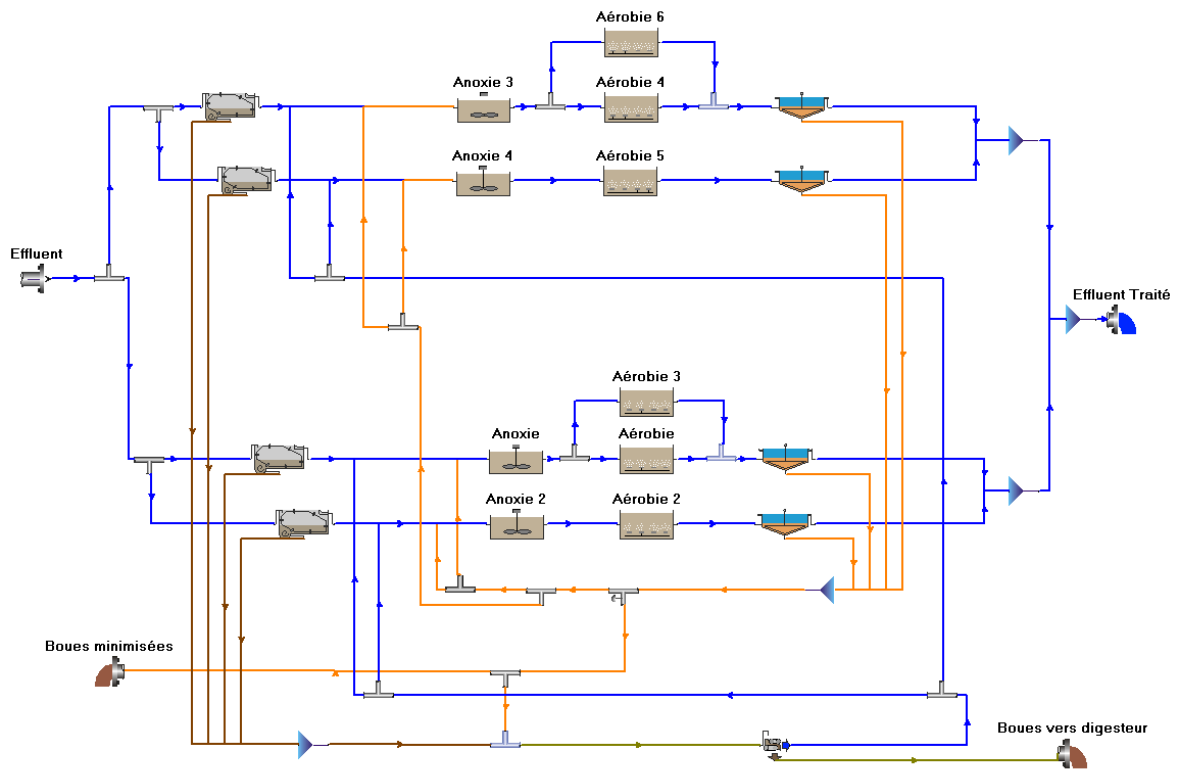 Aérobie 6
Anoxie 3
Aérobie 4
Anoxie 4
Aérobie 5
Effluent
Effluent Traité
Aérobie 3
Anoxie
Aérobie
Anoxie 2
Aérobie 2
Boues minimisées
Boues vers digesteur